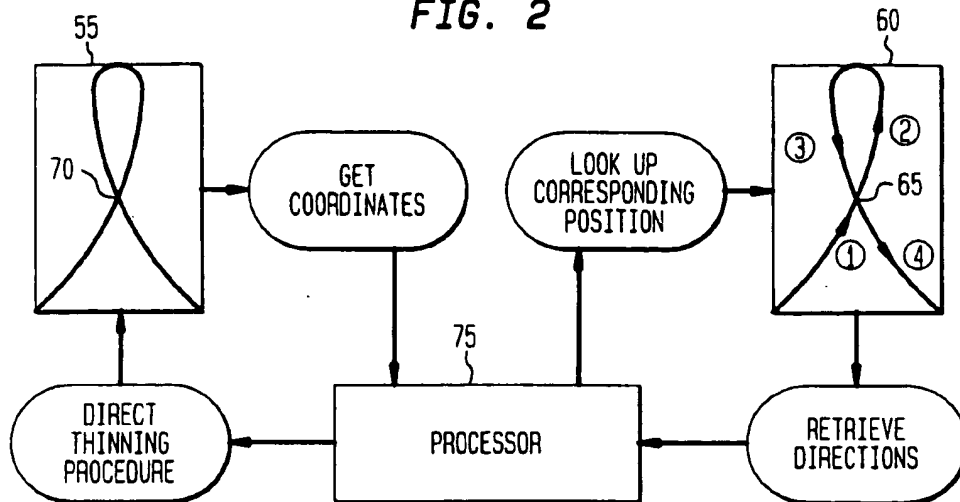 FIG. 2
55
60
70
GET
COORDINATES
LOOK UP
CORRESPONDING
POSITION
③
②
65
①
④
75
DIRECT
THINNING
PROCEDURE
PROCESSOR
RETRIEVE
DIRECTIONS